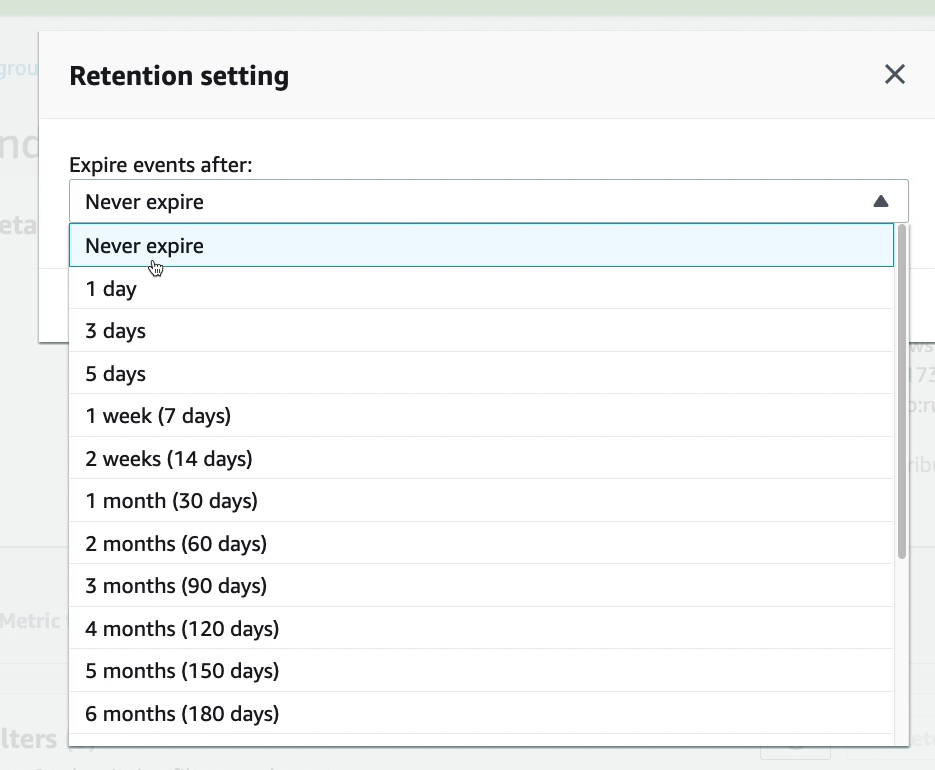 Retention setting
Expire events after:
Never expire
Never expire
1 day
3 days
5 days
1 week (7 days)
2 weeks (14 days)
1 month (30 days)
2 months (60 days)
3 months (90 days)
4 months (120 days)
5 months (150 days)
6 months (180 days)
Metric